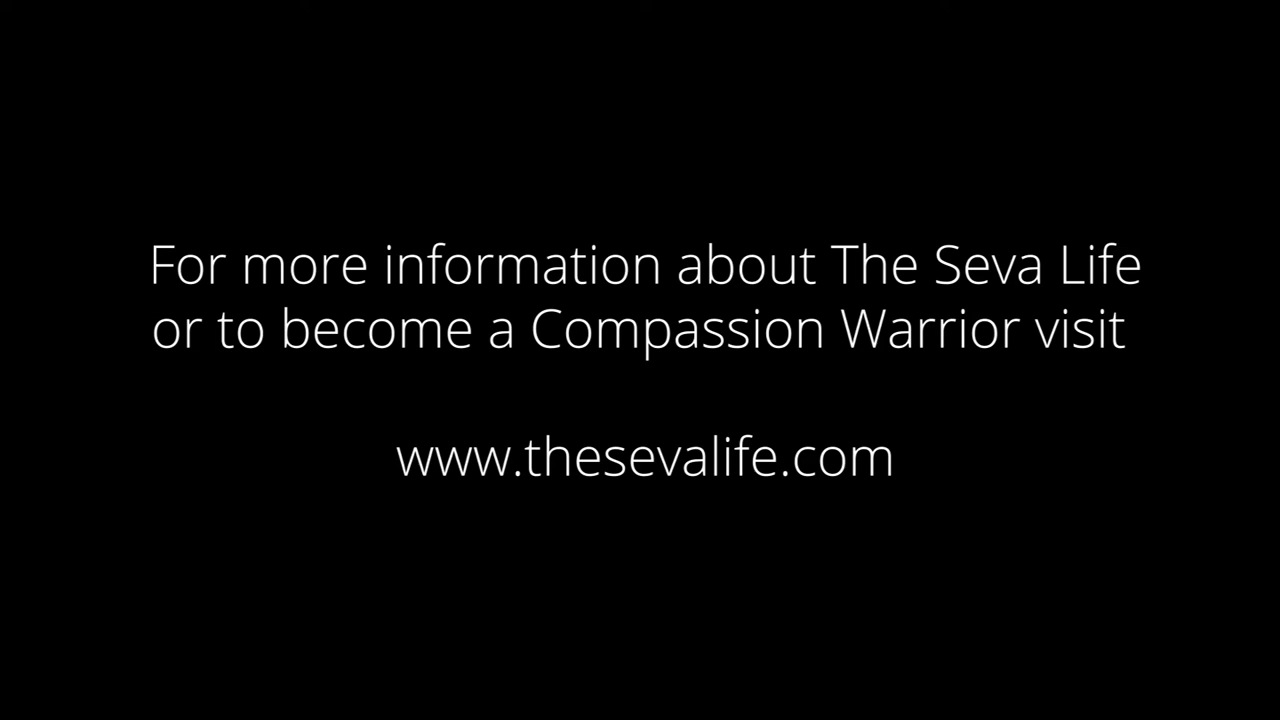 For more information about The Seva Life
or to become a Compassion Warrior visit
www.thesevalife.com